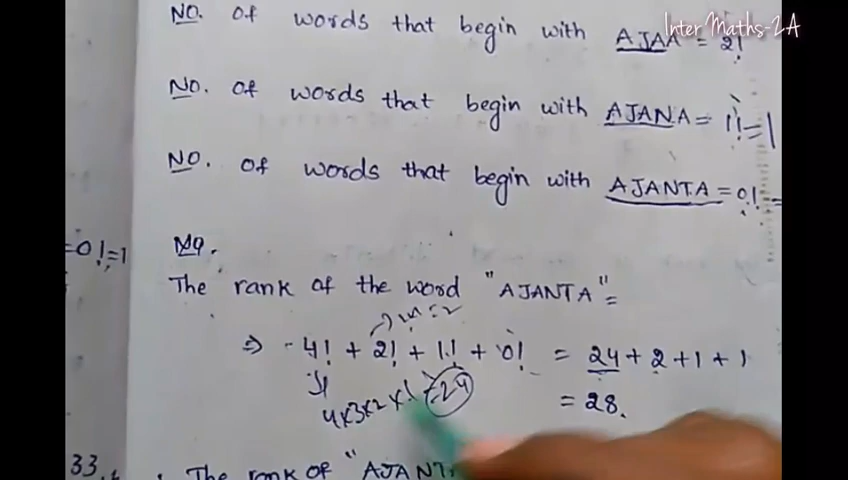 Inter Maths-2A
NO. of words that begin with AJAA = 2!
NO. of words that begin with AJANA = 1! = 1
NO. of words that begin with AJANTA = 0! =
= 0! = 1
The rank of the word "AJANTA" =
⇒ 4! + 2! + 1! + 0! = 24 + 2 + 1 + 1
4×3×2×1 = 24
= 28.
33. The rank of "AJANT